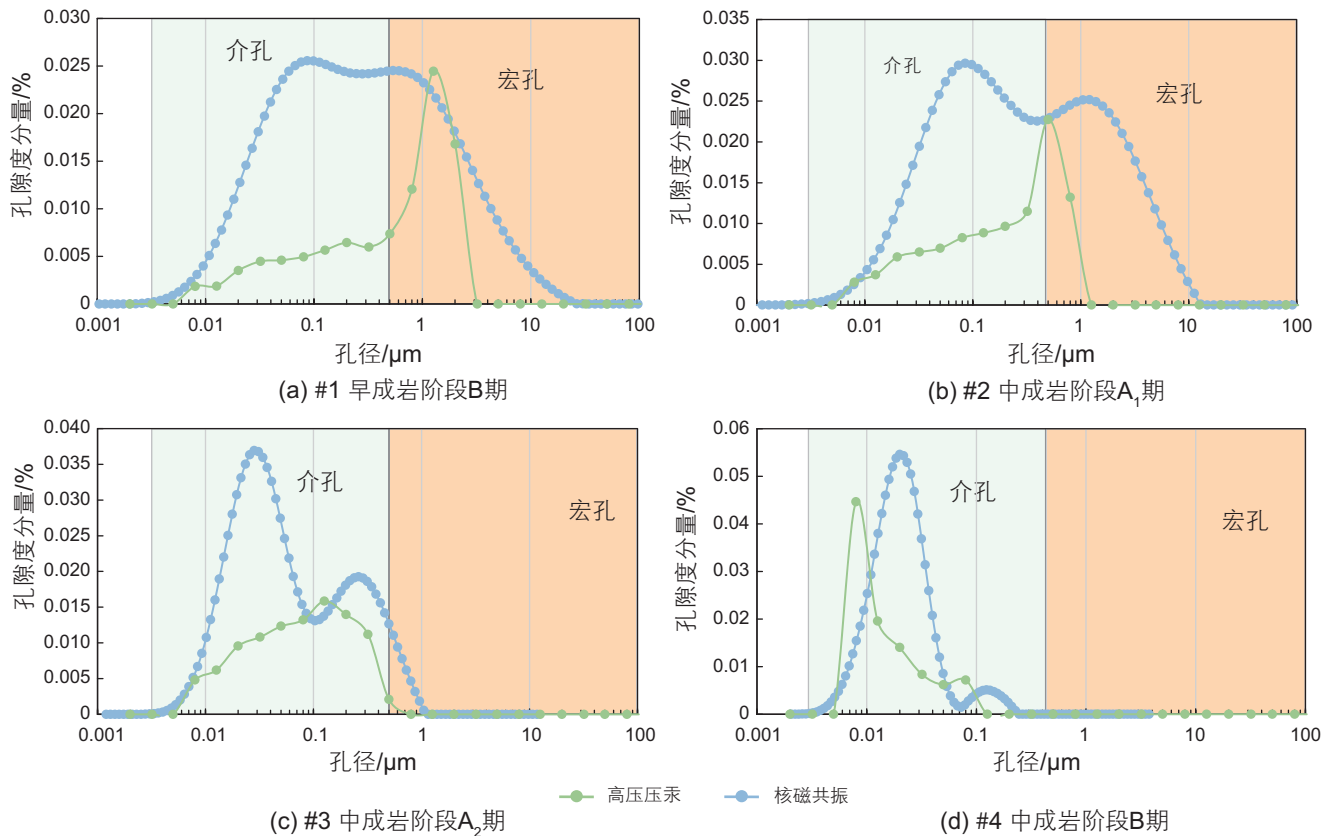 0.030
0.025
0.020
0.015
0.010
0.005
0
孔隙度分量/%
介孔
宏孔
0.001 0.01 0.1 1 10 100
孔径/μm
(a) #1 早成岩阶段B期
0.040
0.035
0.030
0.025
0.020
0.015
0.010
0.005
0
孔隙度分量/%
介孔
宏孔
0.001 0.01 0.1 1 10 100
孔径/μm
(b) #2 中成岩阶段A₁期
0.040
0.035
0.030
0.025
0.020
0.015
0.010
0.005
0
孔隙度分量/%
介孔
宏孔
0.001 0.01 0.1 1 10 100
孔径/μm
(c) #3 中成岩阶段A₂期
0.06
0.05
0.04
0.03
0.02
0.01
0
孔隙度分量/%
介孔
宏孔
0.001 0.01 0.1 1 10 100
孔径/μm
(d) #4 中成岩阶段B期
高压压汞 核磁共振